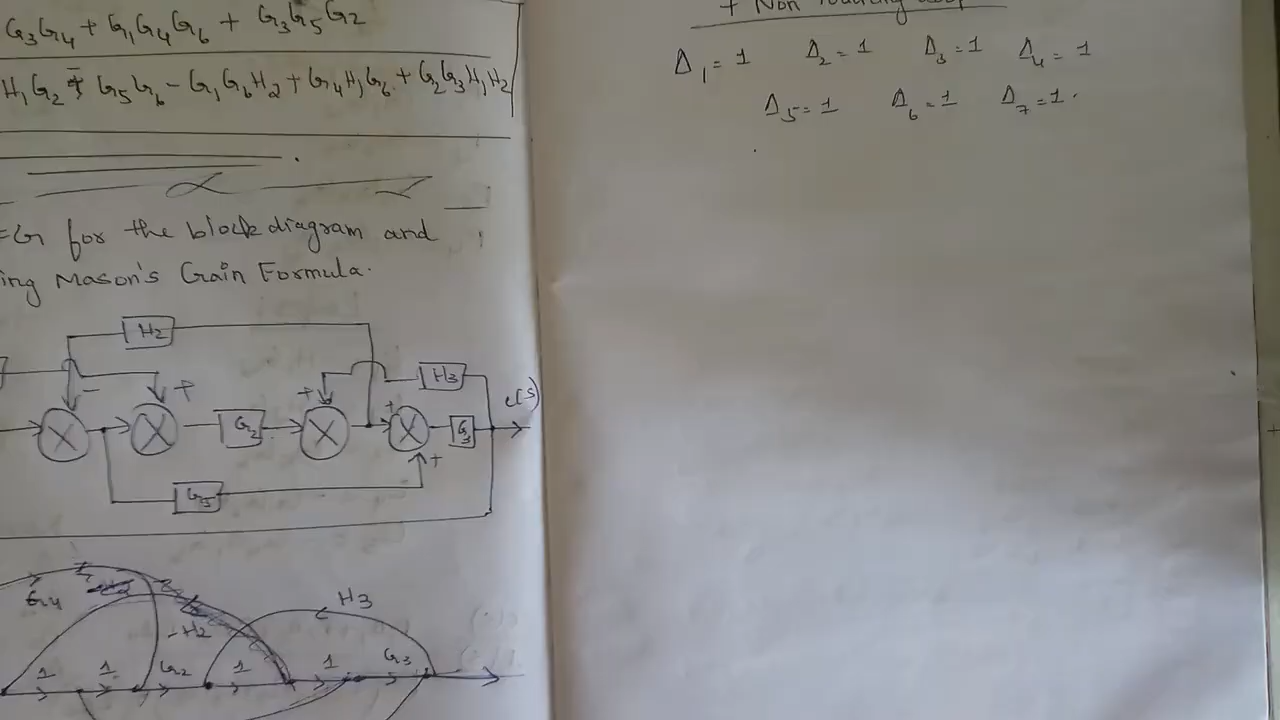 G3G4 + G1G4G6 + G3G5G2
H1G2 + G5G6 - G1G6H2 + G4H1G6 + G2G3H1H2
=G for the block diagram and
ing Mason's Gain Formula.
H2
H3
- + + + C(S)
G2 G3
+
G5
G4
-H2
H3
1 1 G2 1 1 G3
+ Non
Δ1 = 1 Δ2 = 1 Δ3 = 1 Δ4 = 1
Δ5 = 1 Δ6 = 1 Δ7 = 1.